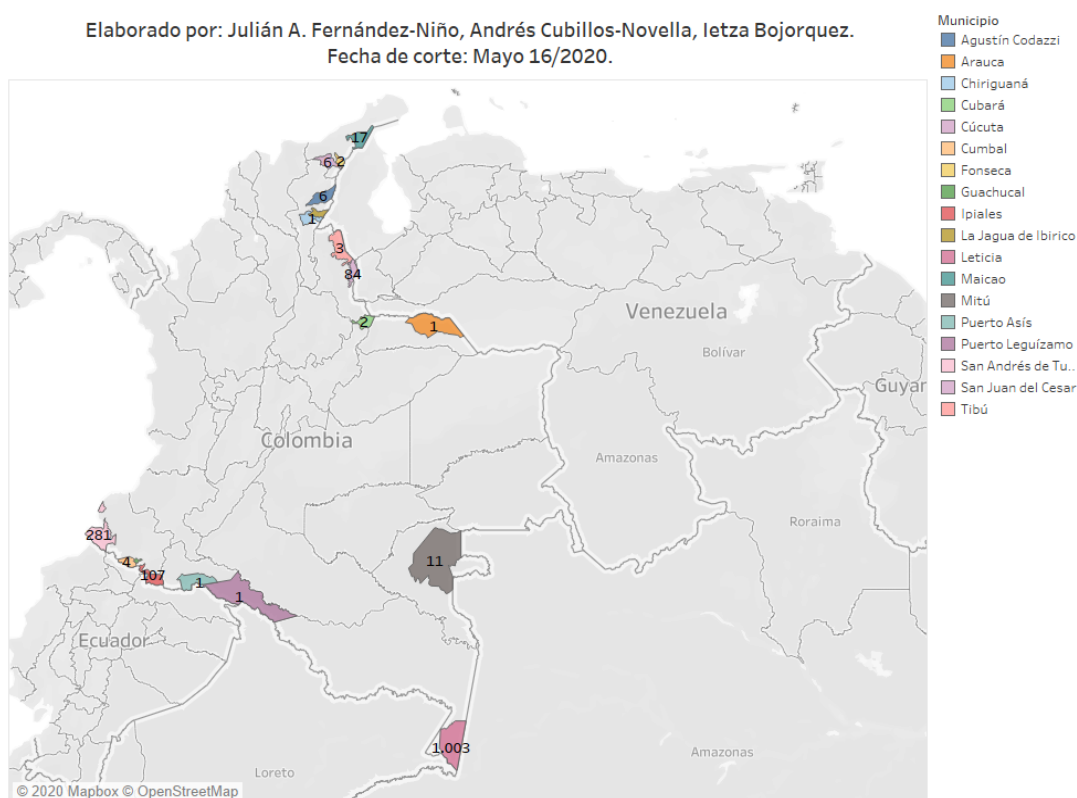 Elaborado por: Julián A. Fernández-Niño, Andrés Cubillos-Novella, Ietza Bojorquez.
Fecha de corte: Mayo 16/2020.
Municipio
Agustín Codazzi
Arauca
Chiriguaná
Cubará
Cúcuta
Cumbal
Fonseca
Guachucal
Ipiales
La Jagua de Ibirico
Leticia
Maicao
Mitú
Puerto Asís
Puerto Leguízamo
San Andrés de Tu..
San Juan del Cesar
Tibú
17
6
2
6
1
3
84
2
1
Venezuela
Bolívar
Guyar
Colombia
Amazonas
Roraima
281
4
107
1
1
11
Ecuador
1.003
Amazonas
Loreto
© 2020 Mapbox © OpenStreetMap